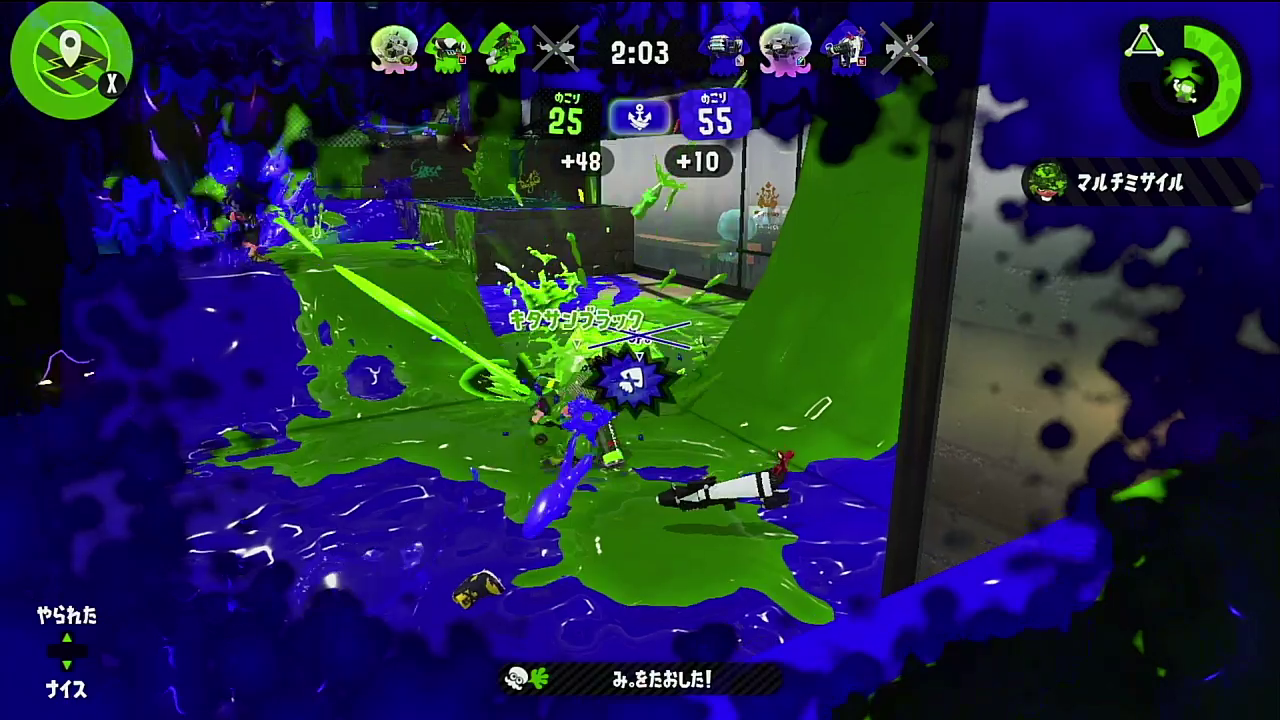 X
2:03
のこり
25
のこり
55
+48
+10
マルチミサイル
キタサンブラック
やられた
ナイス
み。をたおした!